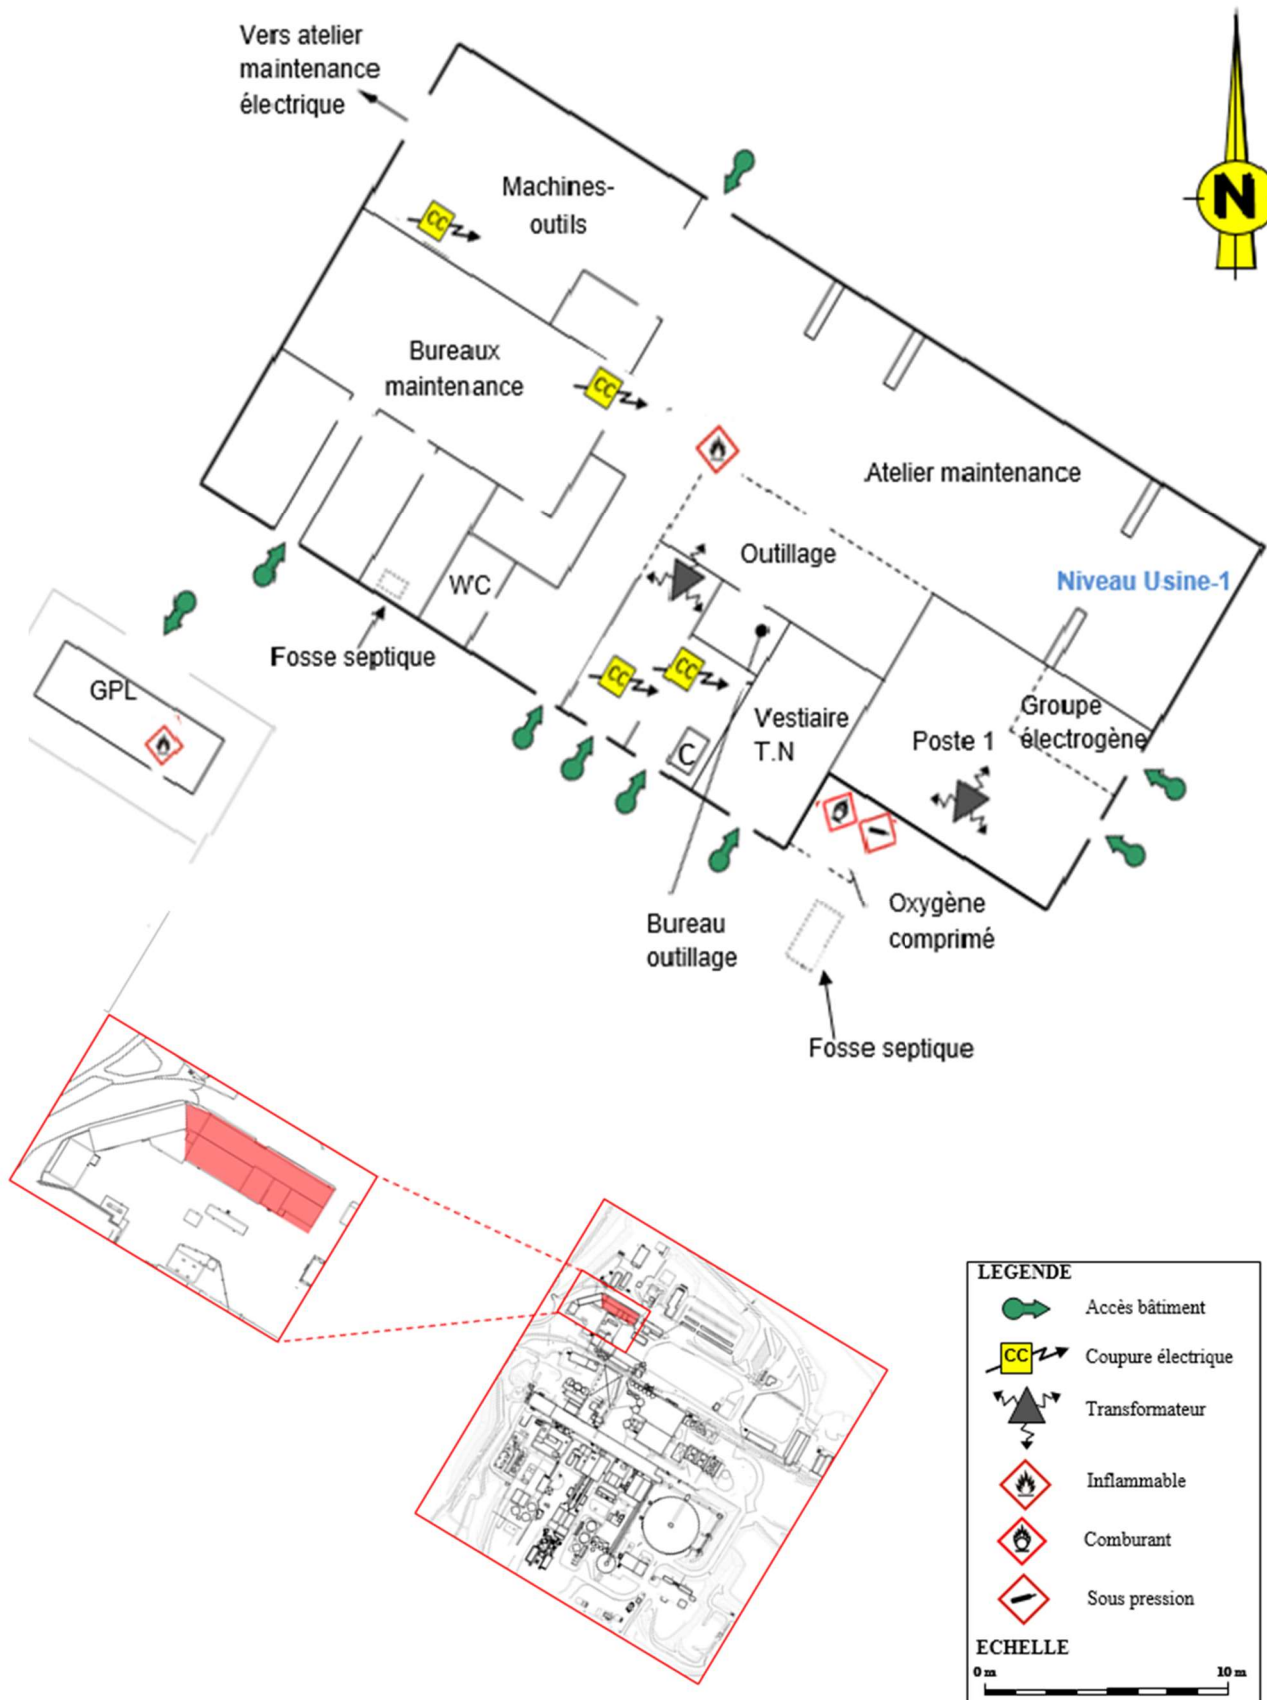 Vers atelier
maintenance
électrique
N
Machines-
outils
CC
Bureaux
maintenance
CC
Atelier maintenance
Outillage
Niveau Usine-1
WC
Fosse septique
GPL
CC
CC
C
Vestiaire
T.N
Poste 1
Groupe
électrogène
Bureau
outillage
Oxygène
comprimé
Fosse septique
LEGENDE
Accès bâtiment
CC
Coupure électrique
Transformateur
Inflammable
Comburant
Sous pression
ECHELLE
0 m 10 m